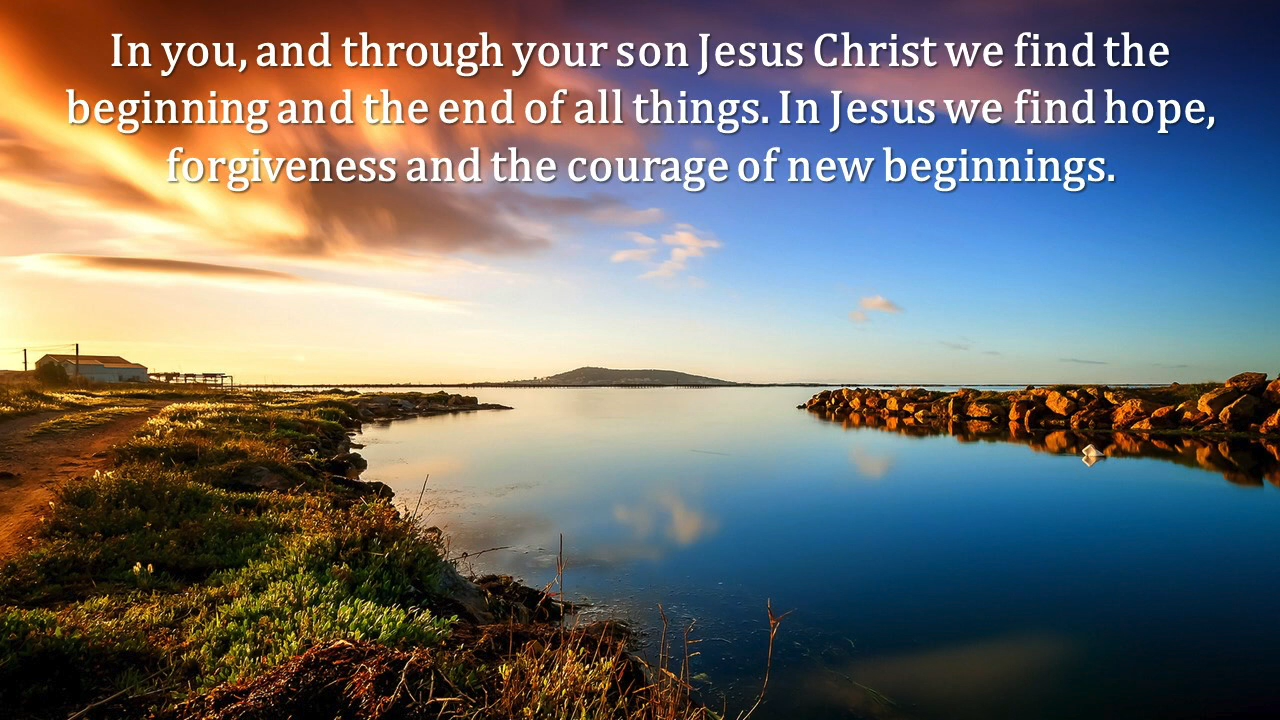 In you, and through your son Jesus Christ we find the
beginning and the end of all things. In Jesus we find hope,
forgiveness and the courage of new beginnings.